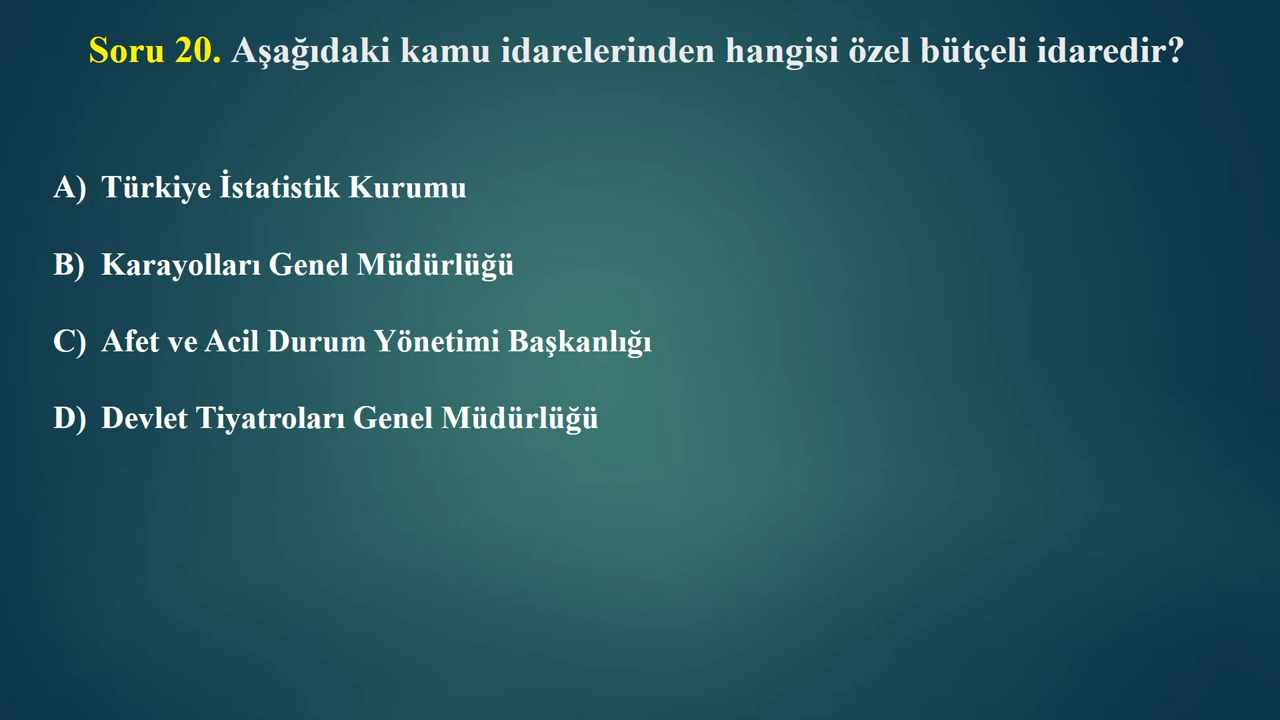 Soru 20. Aşağıdaki kamu idarelerinden hangisi özel bütçeli idaredir?
A) Türkiye İstatistik Kurumu
B) Karayolları Genel Müdürlüğü
C) Afet ve Acil Durum Yönetimi Başkanlığı
D) Devlet Tiyatroları Genel Müdürlüğü